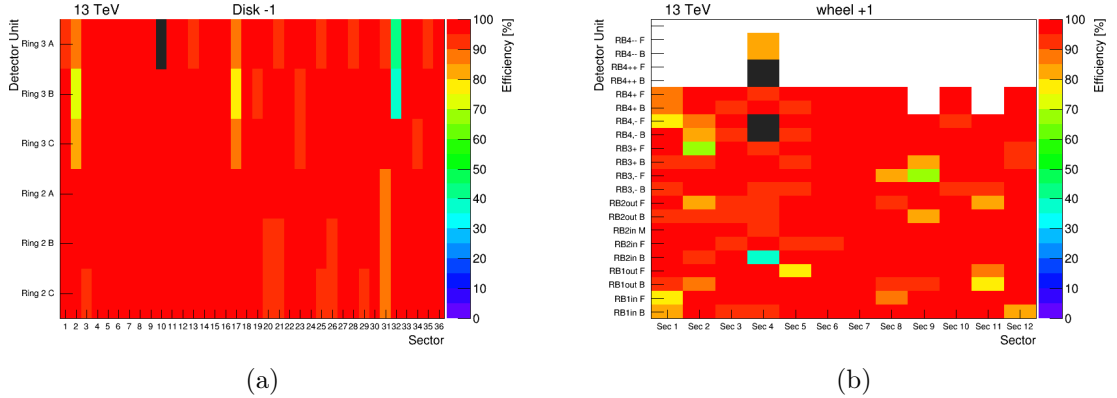 13 TeV
Disk -1
Detector Unit
Ring 3 A
Ring 3 B
Ring 3 C
Ring 2 A
Ring 2 B
Ring 2 C
1 2 3 4 5 6 7 8 9 10 11 12 13 14 15 16 17 18 19 20 21 22 23 24 25 26 27 28 29 30 31 32 33 34 35 36
Sector
100
90
80
70
60
50
40
30
20
10
0
Efficiency [%]
(a)
13 TeV
wheel +1
Detector Unit
RB4-- F
RB4-- B
RB4++ F
RB4++ B
RB4+ F
RB4+ B
RB4,- F
RB4,- B
RB3+ F
RB3+ B
RB3,- F
RB3,- B
RB2out F
RB2out B
RB2in M
RB2in F
RB2in B
RB1out F
RB1out B
RB1in F
RB1in B
Sec 1 Sec 2 Sec 3 Sec 4 Sec 5 Sec 6 Sec 7 Sec 8 Sec 9 Sec 10 Sec 11 Sec 12
Sector
100
90
80
70
60
50
40
30
20
10
0
Efficiency [%]
(b)